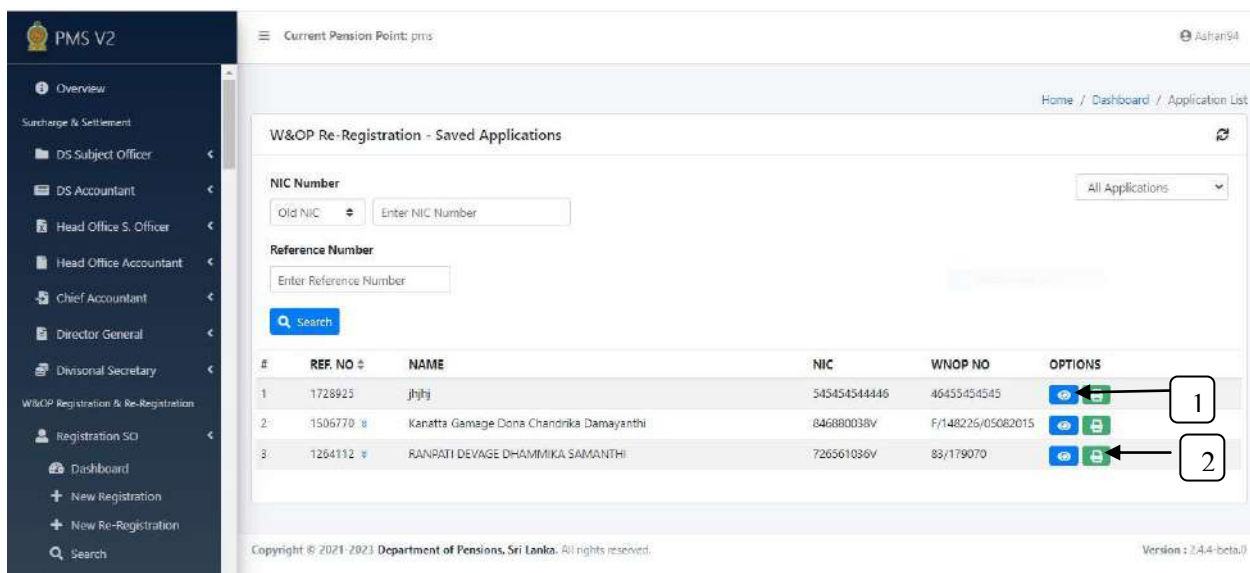 PMS V2
Current Pension Point: pms
Ashan94
Overview
Surcharge & Settlement
DS Subject Officer
DS Accountant
Head Office S. Officer
Head Office Accountant
Chief Accountant
Director General
Divisonal Secretary
W&OP Registration & Re-Registration
Registration SO
Dashboard
New Registration
New Re-Registration
Search
Home / Dashboard / Application List
W&OP Re-Registration - Saved Applications
NIC Number
All Applications
Old NIC Enter NIC Number
Reference Number
Enter Reference Number
Search
# REF. NO NAME NIC WNOP NO OPTIONS
1 1728925 jhjhj 545454544446 46455454545
1
2 1506770 Kanatta Gamage Dona Chandrika Damayanthi 846880038V F/148226/05082015
3 1264112 RANPATI DEVAGE DHAMMIKA SAMANTHI 726561036V 83/179070
2
Copyright © 2021-2023 Department of Pensions, Sri Lanka. All rights reserved.
Version : 2.4.4-beta.0